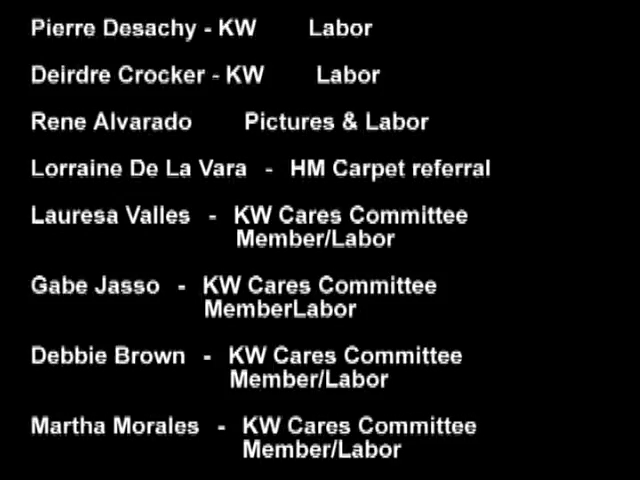 Pierre Desachy - KW Labor
Deirdre Crocker - KW Labor
Rene Alvarado Pictures & Labor
Lorraine De La Vara - HM Carpet referral
Lauresa Valles - KW Cares Committee
Member/Labor
Gabe Jasso - KW Cares Committee
MemberLabor
Debbie Brown - KW Cares Committee
Member/Labor
Martha Morales - KW Cares Committee
Member/Labor